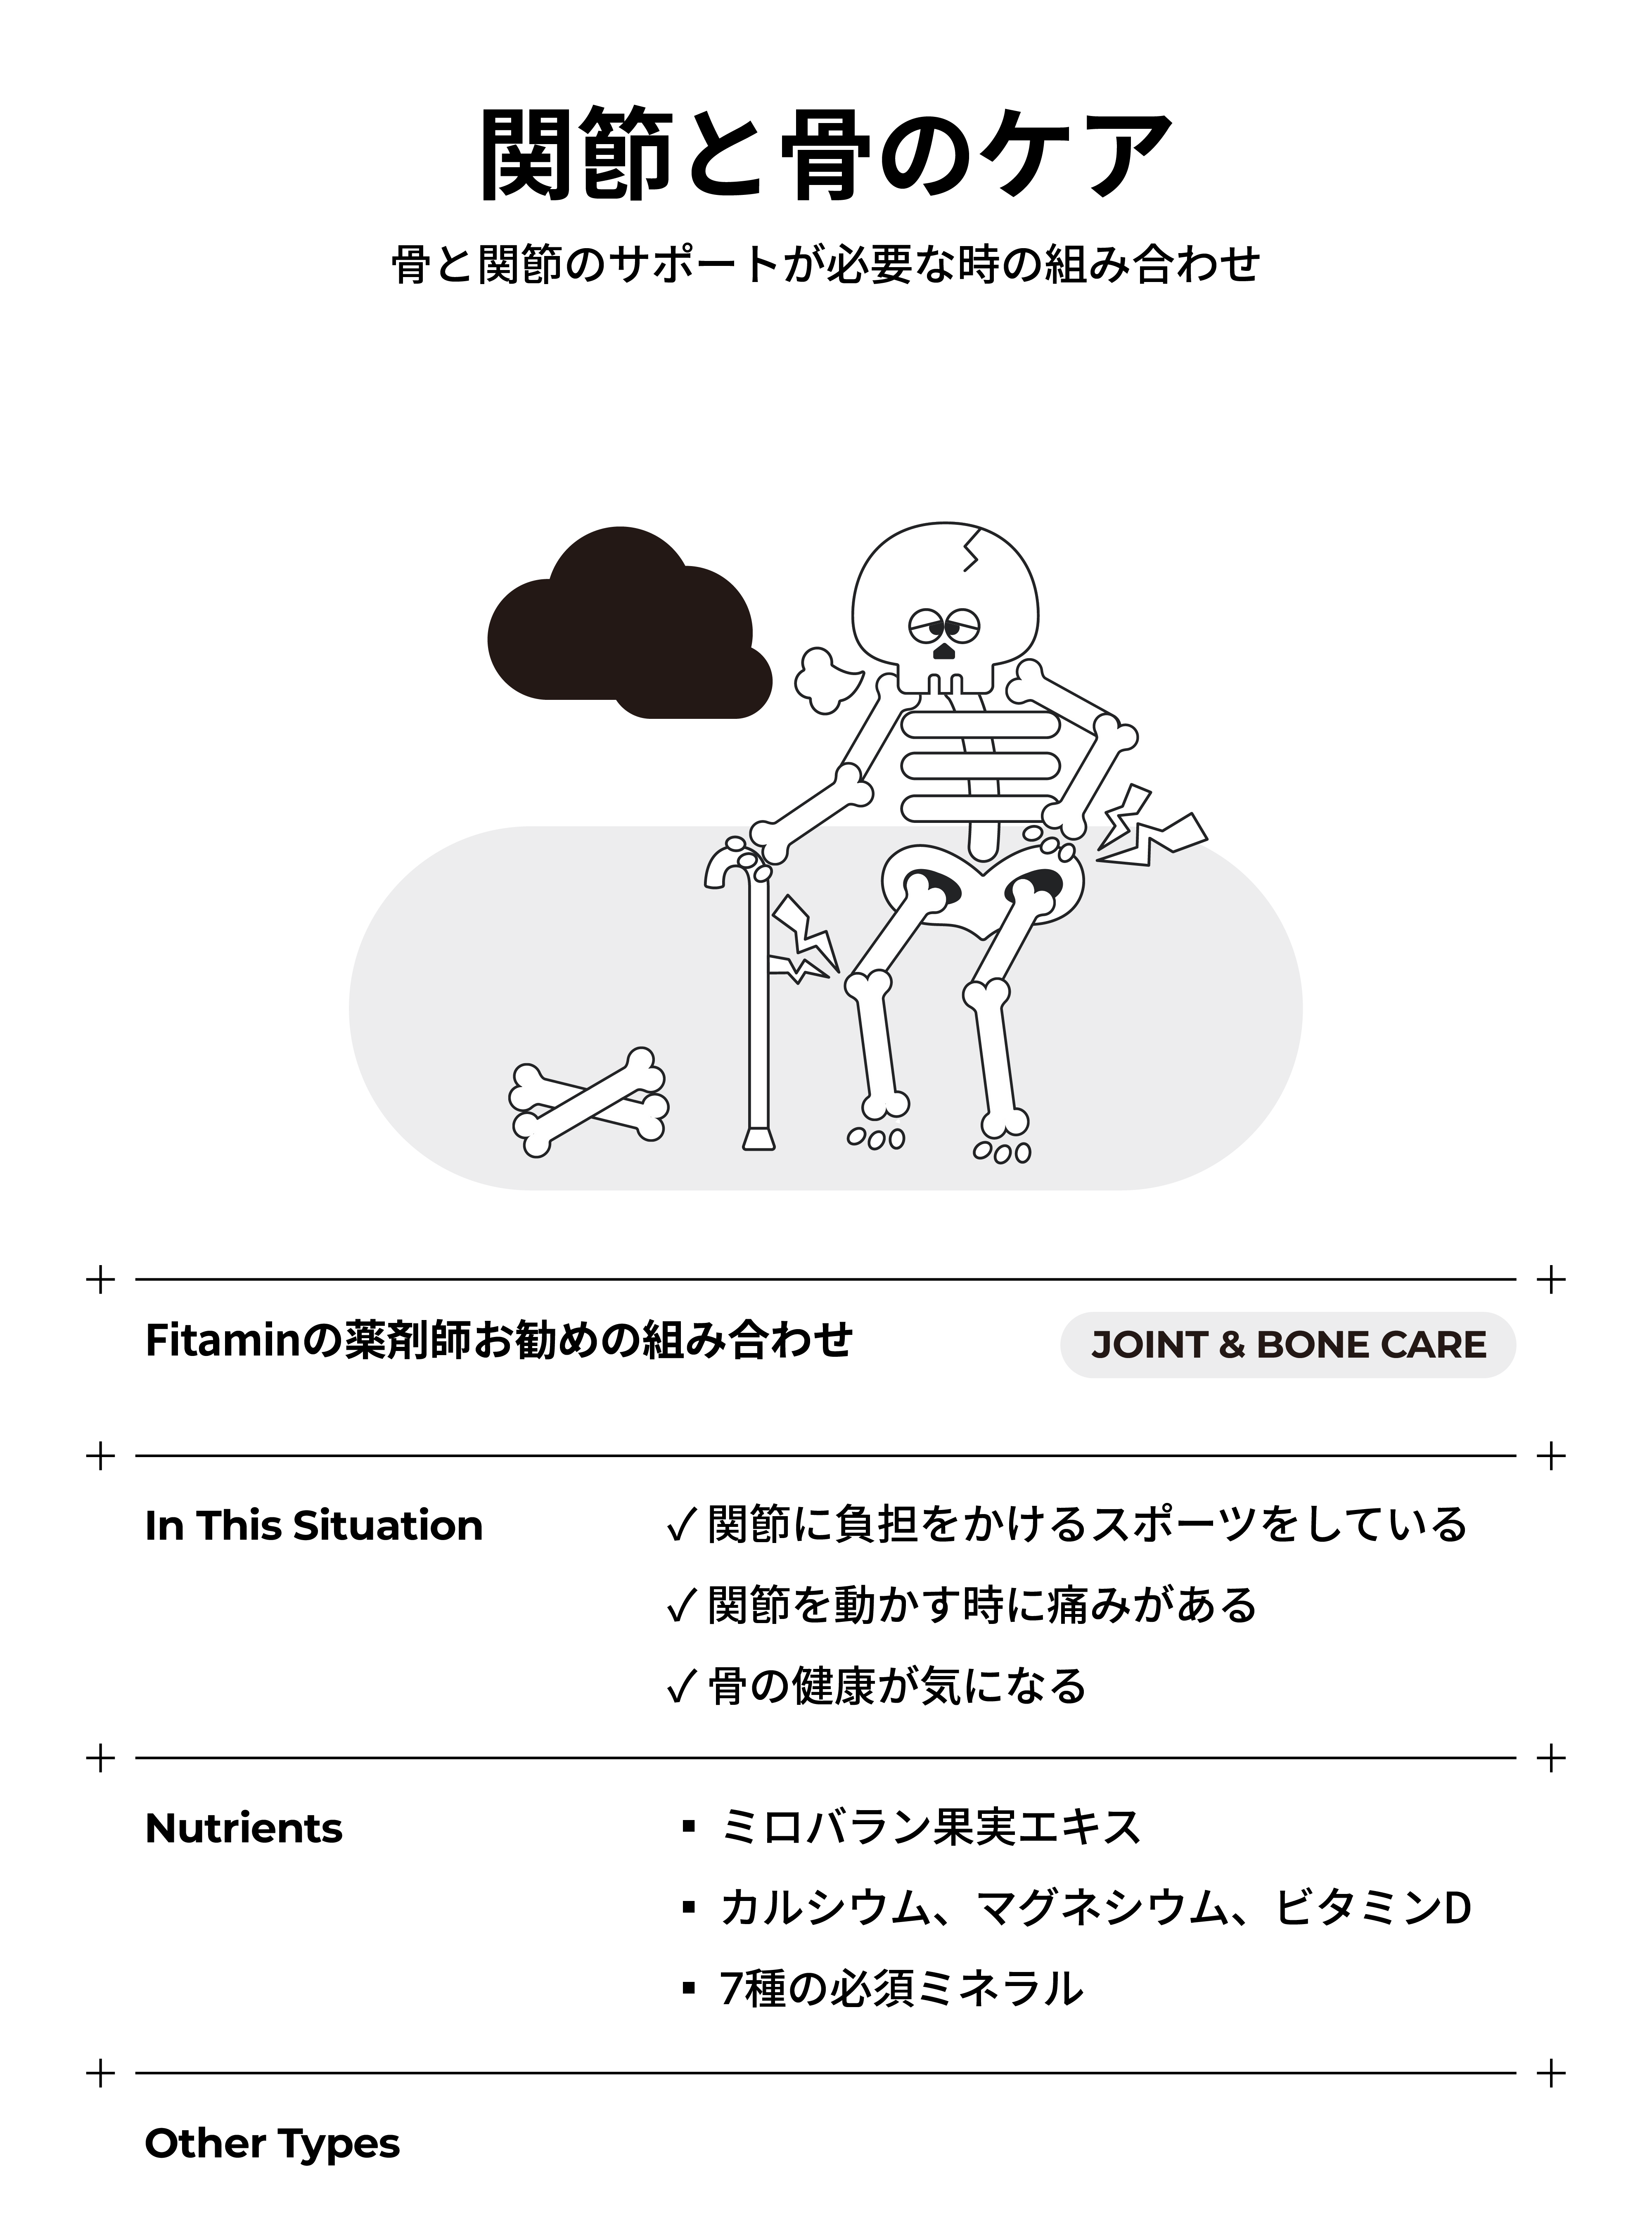 関節と骨のケア
骨と関節のサポートが必要な時の組み合わせ
Fitaminの薬剤師お勧めの組み合わせ
JOINT & BONE CARE
In This Situation
✓ 関節に負担をかけるスポーツをしている
✓ 関節を動かす時に痛みがある
✓ 骨の健康が気になる
Nutrients
▪ ミロバラン果実エキス
▪ カルシウム、マグネシウム、ビタミンD
▪ 7種の必須ミネラル
Other Types